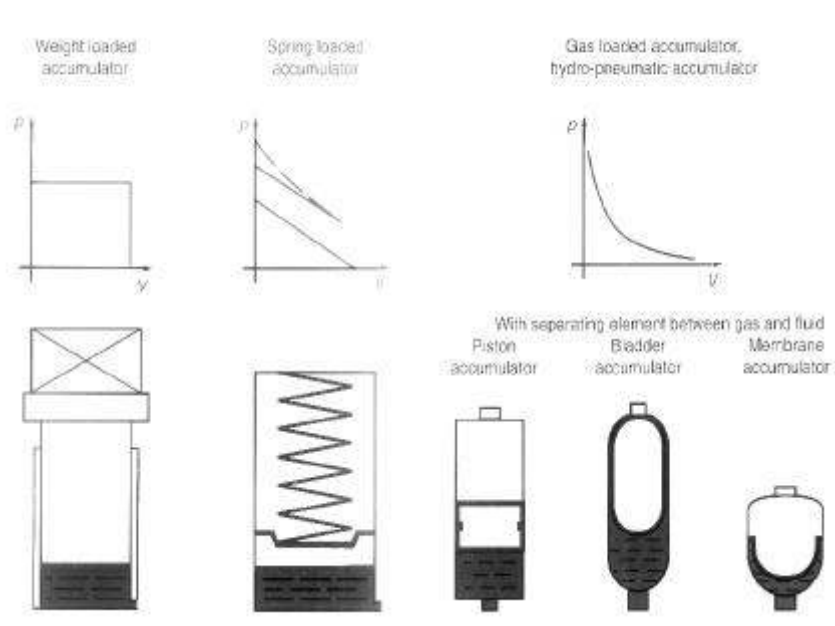 Weight loaded
accumulator
Spring loaded
accumulator
Gas loaded accumulator,
hydro-pneumatic accumulator
p
V
p
V
p
V
With separating element between gas and fluid
Piston
accumulator
Bladder
accumulator
Membrane
accumulator